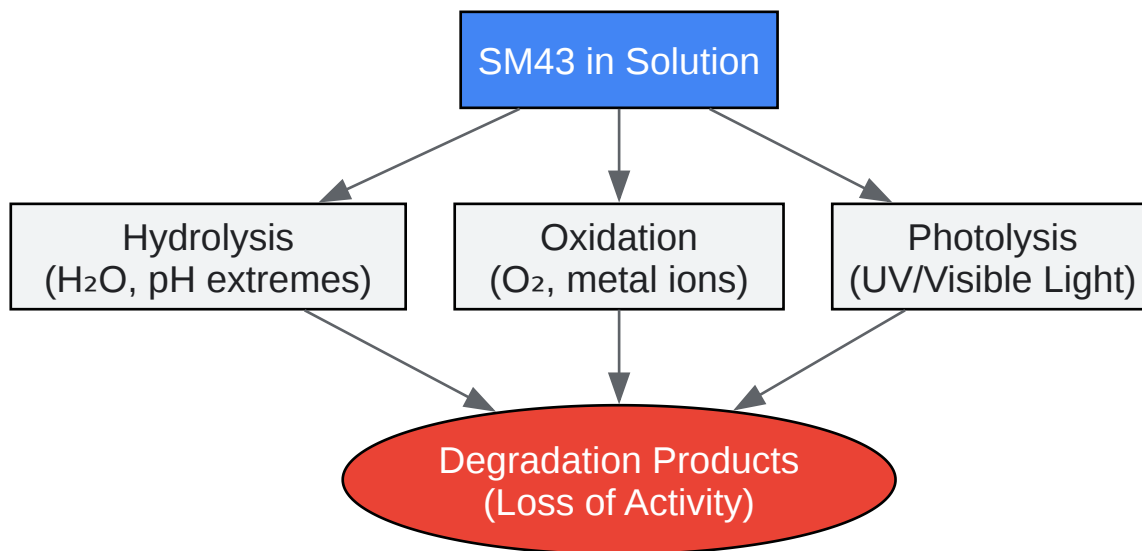 SM43 in Solution
Hydrolysis
(H₂O, pH extremes)
Oxidation
(O₂, metal ions)
Photolysis
(UV/Visible Light)
Degradation Products
(Loss of Activity)